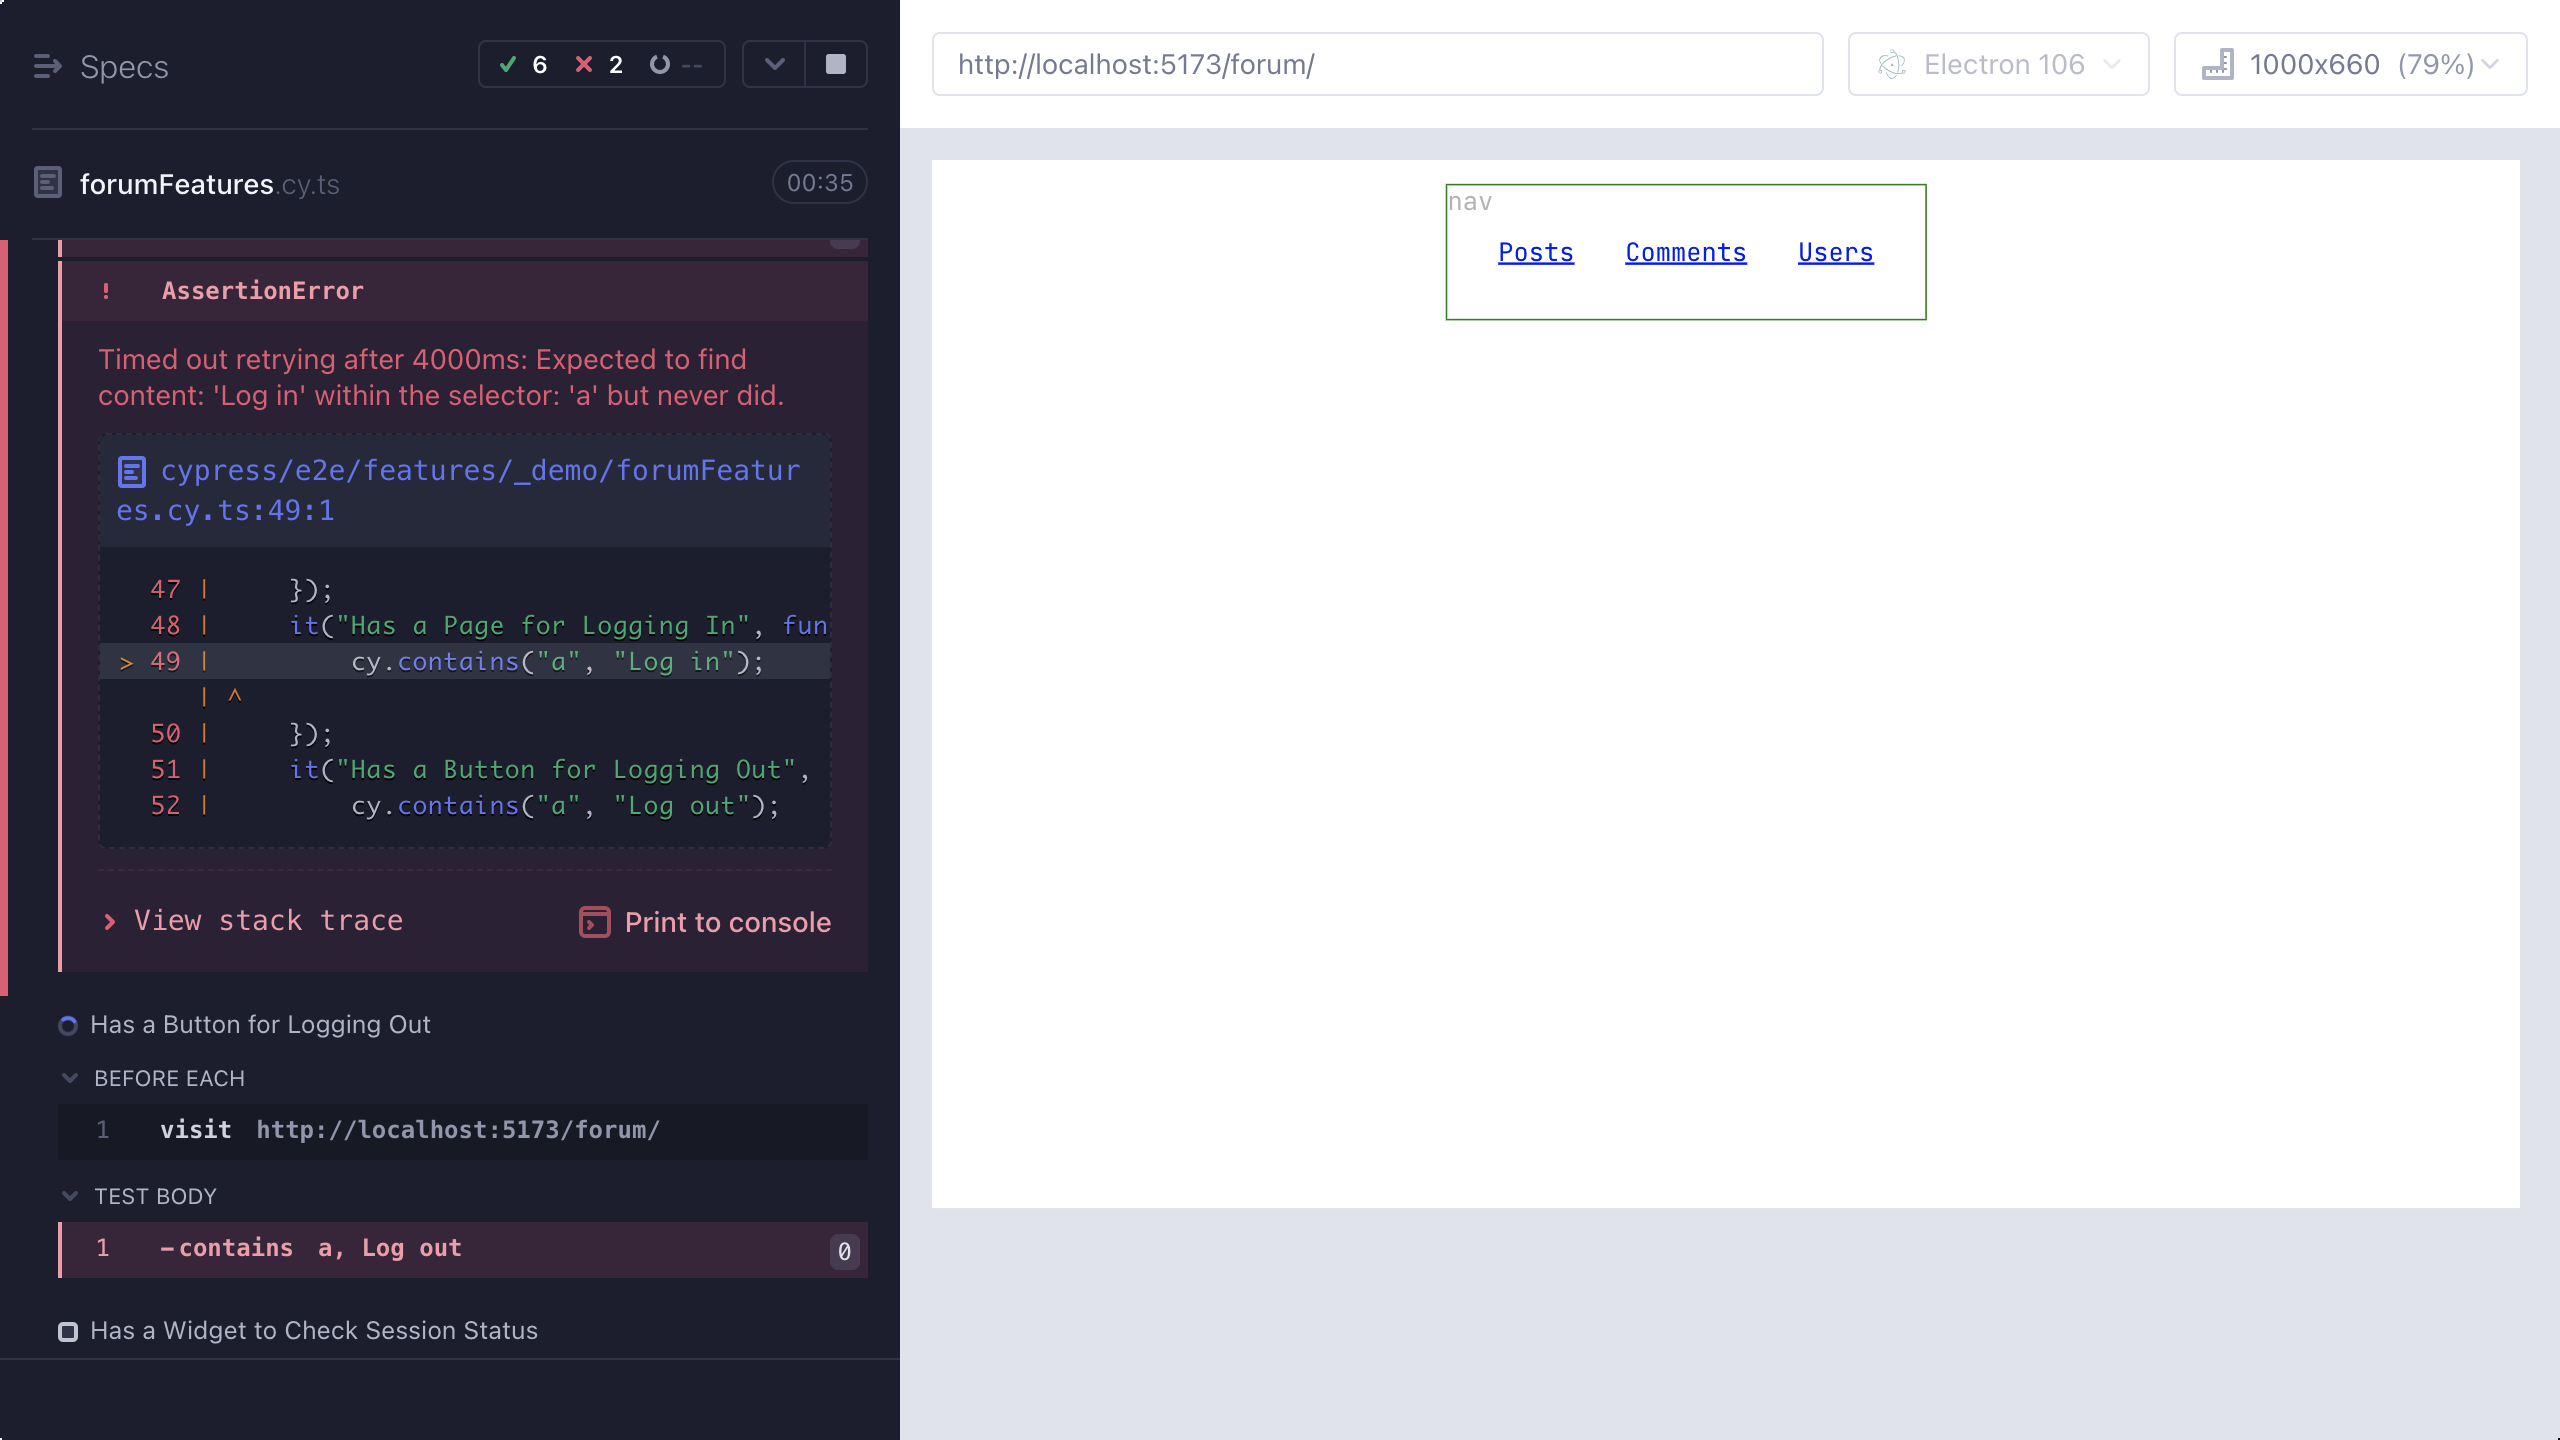 Specs
6 2 --
forumFeatures.cy.ts
00:35
! AssertionError
Timed out retrying after 4000ms: Expected to find
content: 'Log in' within the selector: 'a' but never did.
cypress/e2e/features/_demo/forumFeatur
es.cy.ts:49:1
47 | });
48 | it("Has a Page for Logging In", fun
> 49 | cy.contains("a", "Log in");
| ^
50 | });
51 | it("Has a Button for Logging Out",
52 | cy.contains("a", "Log out");
View stack trace
Print to console
Has a Button for Logging Out
BEFORE EACH
1 visit http://localhost:5173/forum/
TEST BODY
1 -contains a, Log out 0
Has a Widget to Check Session Status
http://localhost:5173/forum/
Electron 106
1000x660 (79%)
nav
Posts Comments Users